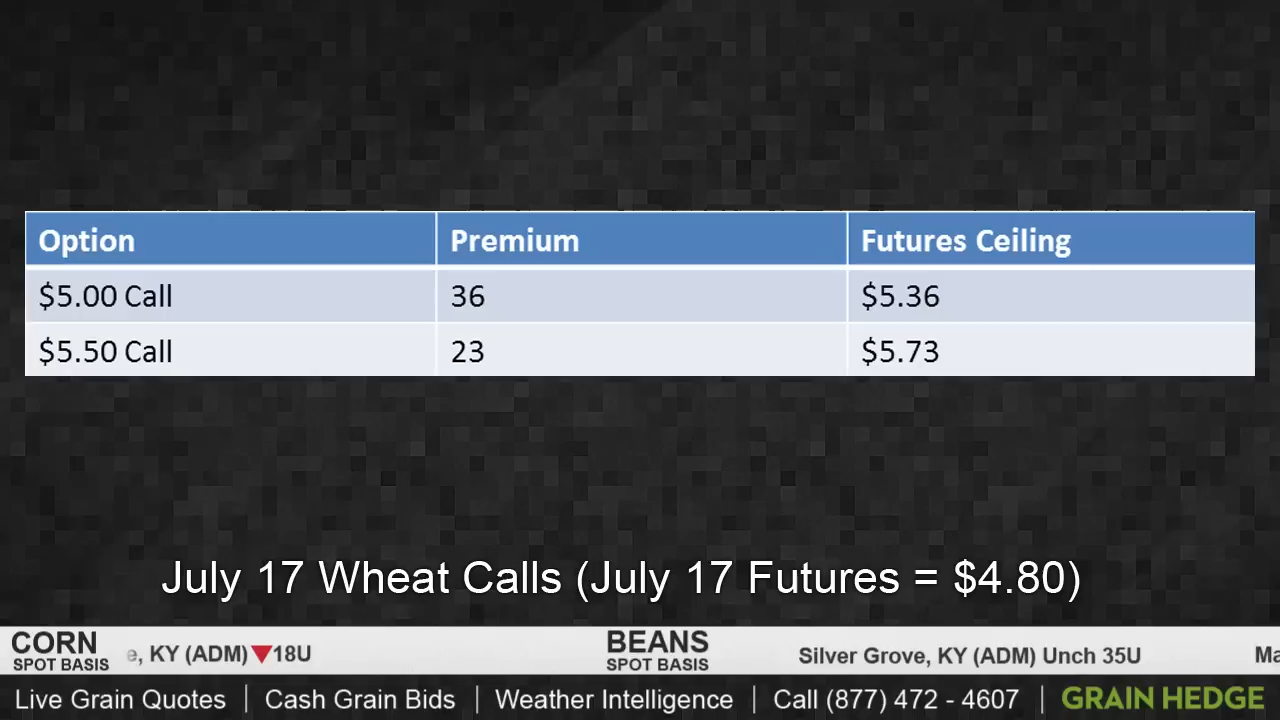 Option Premium Futures Ceiling
$5.00 Call 36 $5.36
$5.50 Call 23 $5.73
July 17 Wheat Calls (July 17 Futures = $4.80)
CORN
SPOT BASIS
e, KY (ADM) ▼18U
BEANS
SPOT BASIS
Silver Grove, KY (ADM) Unch 35U
Ma
Live Grain Quotes | Cash Grain Bids | Weather Intelligence | Call (877) 472 - 4607 | GRAIN HEDGE